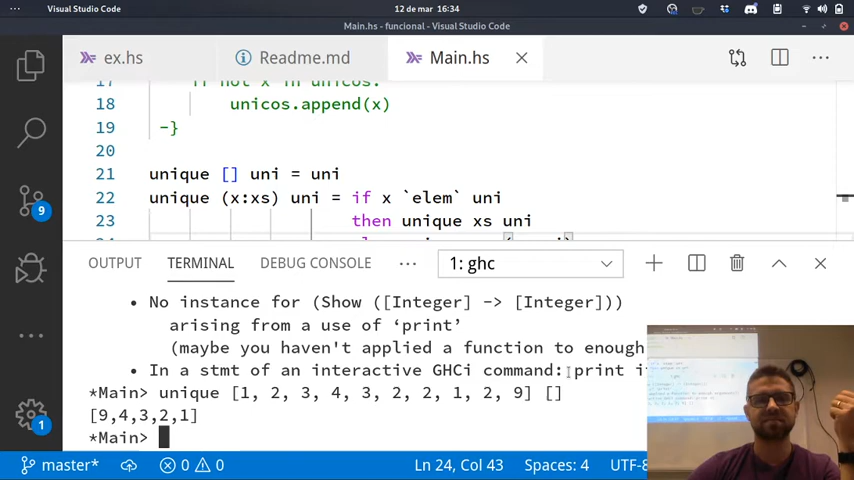 Visual Studio Code
12 de mar 16:34
Main.hs - funcional - Visual Studio Code
ex.hs
Readme.md
Main.hs
17 if not x in unicos:
18 unicos.append(x)
19 -}
20
21 unique [] uni = uni
22 unique (x:xs) uni = if x `elem` uni
23 then unique xs uni
OUTPUT
TERMINAL
DEBUG CONSOLE
1: ghc
• No instance for (Show ([Integer] -> [Integer]))
arising from a use of ‘print’
(maybe you haven't applied a function to enough
• In a stmt of an interactive GHCi command: print i
*Main> unique [1, 2, 3, 4, 3, 2, 2, 1, 2, 9] []
[9,4,3,2,1]
*Main>
9
1
master*
0
0
Ln 24, Col 43
Spaces: 4
UTF-8